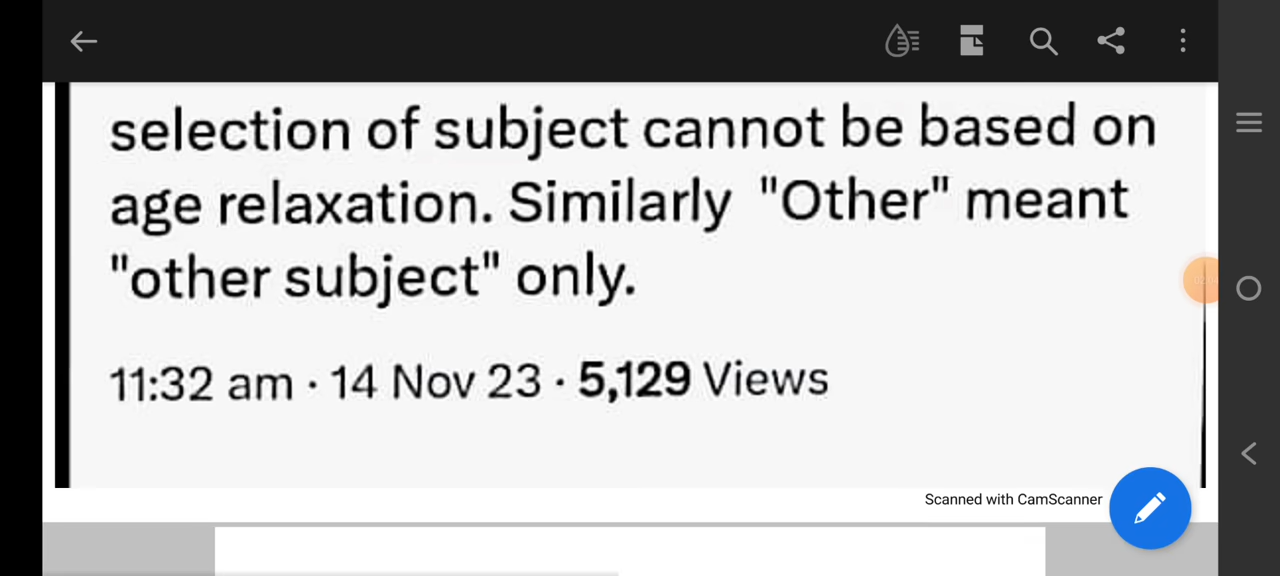 selection of subject cannot be based on
age relaxation. Similarly "Other" meant
"other subject" only.
11:32 am · 14 Nov 23 · 5,129 Views
Scanned with CamScanner